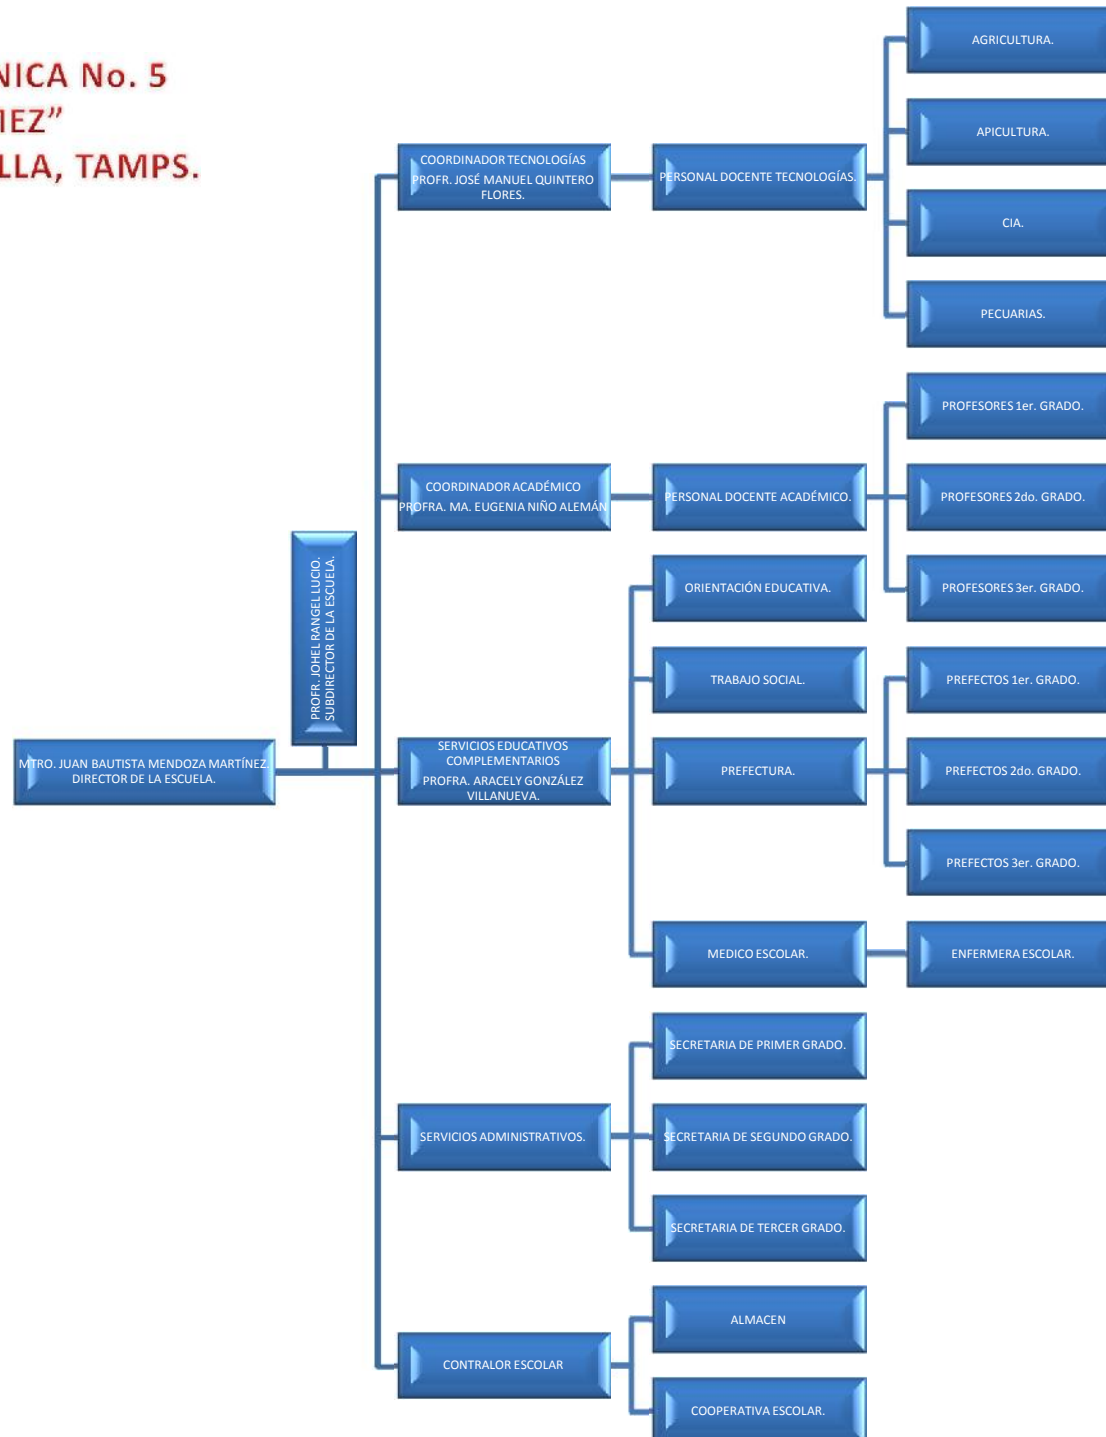 NICA No. 5
IEZ”
LLA, TAMPS.
MTRO. JUAN BAUTISTA MENDOZA MARTÍNEZ.
DIRECTOR DE LA ESCUELA.
PROFR. JOHEL RANGEL LUCIO.
SUBDIRECTOR DE LA ESCUELA.
COORDINADOR TECNOLOGÍAS
PROFR. JOSÉ MANUEL QUINTERO
FLORES.
PERSONAL DOCENTE TECNOLOGÍAS.
AGRICULTURA.
APICULTURA.
CIA.
PECUARIAS.
COORDINADOR ACADÉMICO
PROFRA. MA. EUGENIA NIÑO ALEMÁN
PERSONAL DOCENTE ACADÉMICO.
PROFESORES 1er. GRADO.
PROFESORES 2do. GRADO.
PROFESORES 3er. GRADO.
SERVICIOS EDUCATIVOS
COMPLEMENTARIOS
PROFRA. ARACELY GONZÁLEZ
VILLANUEVA.
ORIENTACIÓN EDUCATIVA.
TRABAJO SOCIAL.
PREFECTURA.
PREFECTOS 1er. GRADO.
PREFECTOS 2do. GRADO.
PREFECTOS 3er. GRADO.
MEDICO ESCOLAR.
ENFERMERA ESCOLAR.
SERVICIOS ADMINISTRATIVOS.
SECRETARIA DE PRIMER GRADO.
SECRETARIA DE SEGUNDO GRADO.
SECRETARIA DE TERCER GRADO.
CONTRALOR ESCOLAR
ALMACEN
COOPERATIVA ESCOLAR.